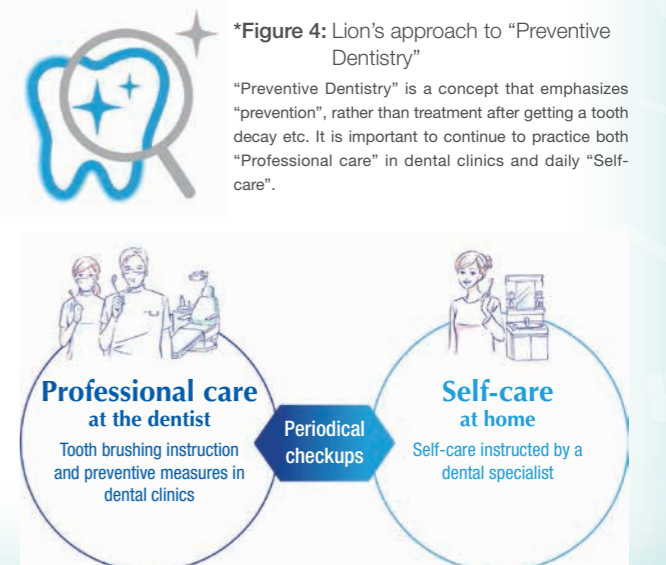 *Figure 4: Lion’s approach to “Preventive
Dentistry”
“Preventive Dentistry” is a concept that emphasizes
“prevention”, rather than treatment after getting a tooth
decay etc. It is important to continue to practice both
“Professional care” in dental clinics and daily “Self-
care”.
Professional care
at the dentist
Tooth brushing instruction
and preventive measures in
dental clinics
Periodical
checkups
Self-care
at home
Self-care instructed by a
dental specialist